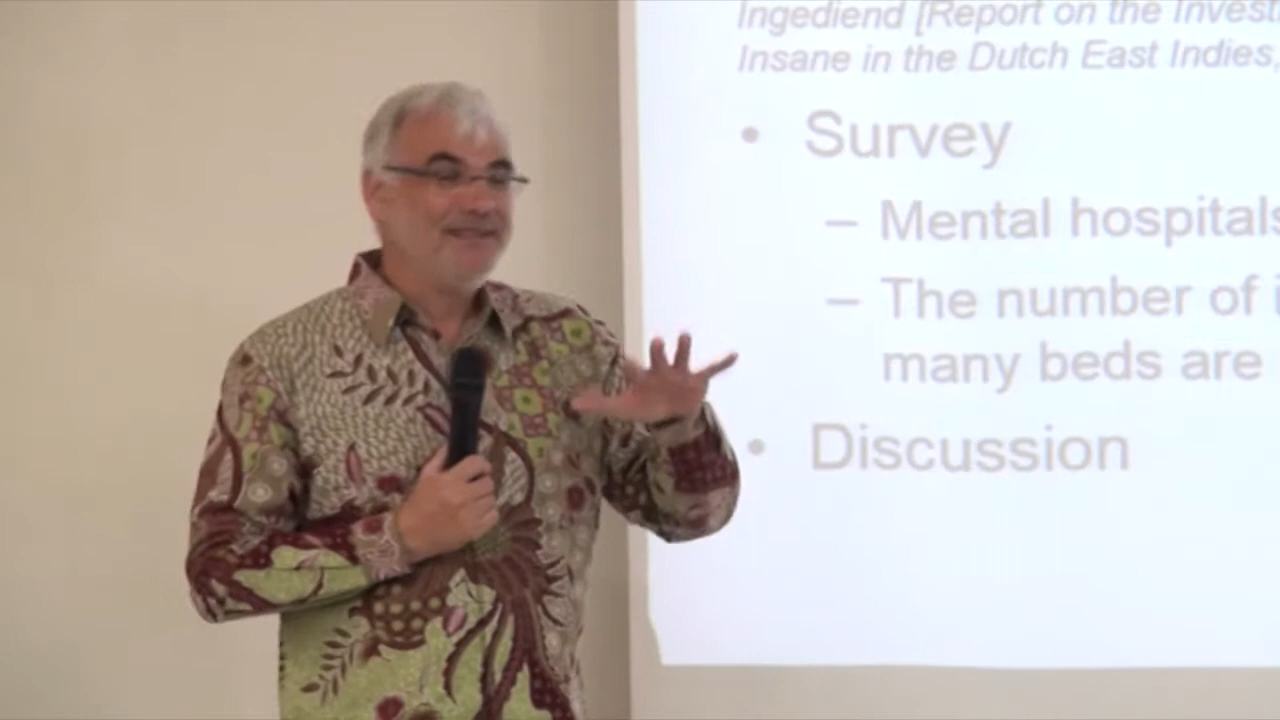 Ingediend [Report on the Invest
Insane in the Dutch East Indies,
• Survey
– Mental hospitals
– The number of i
many beds are
• Discussion